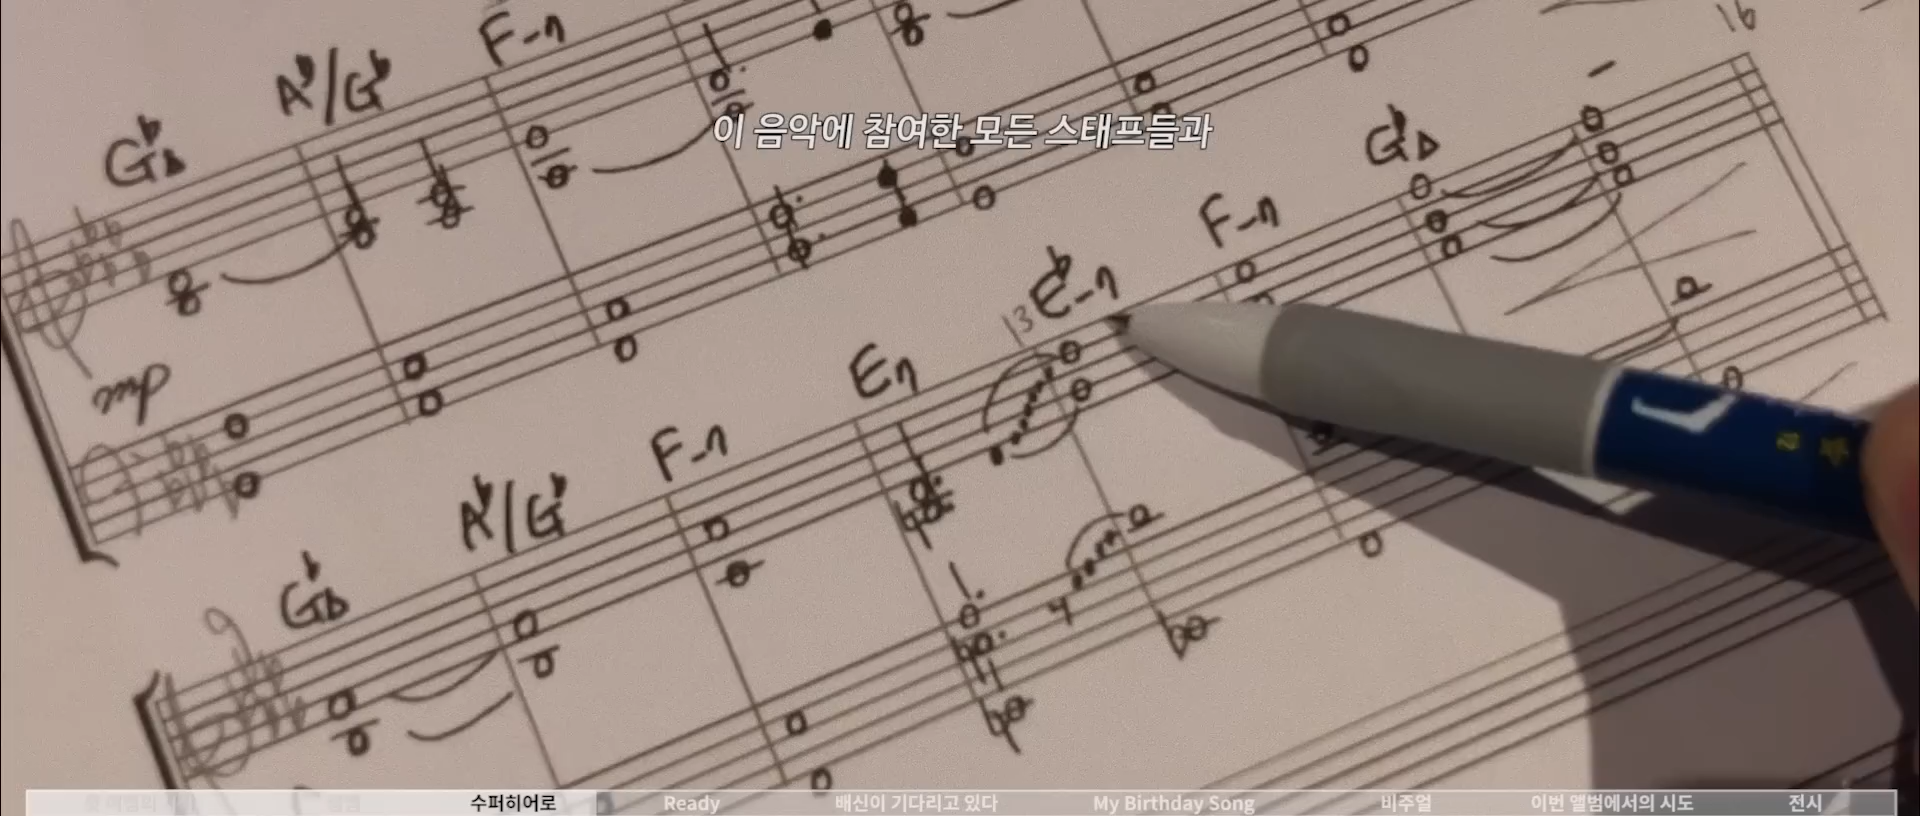 F-7
16
A♭/G♭
G♭△
이 음악에 참여한 모든 스태프들과
mp
G♭△
F-7
13 E♭-7
E7
F-7
A♭/G♭
G♭△
수퍼히어로 Ready 배신이 기다리고 있다 My Birthday Song 비주얼 이번 앨범에서의 시도 전시